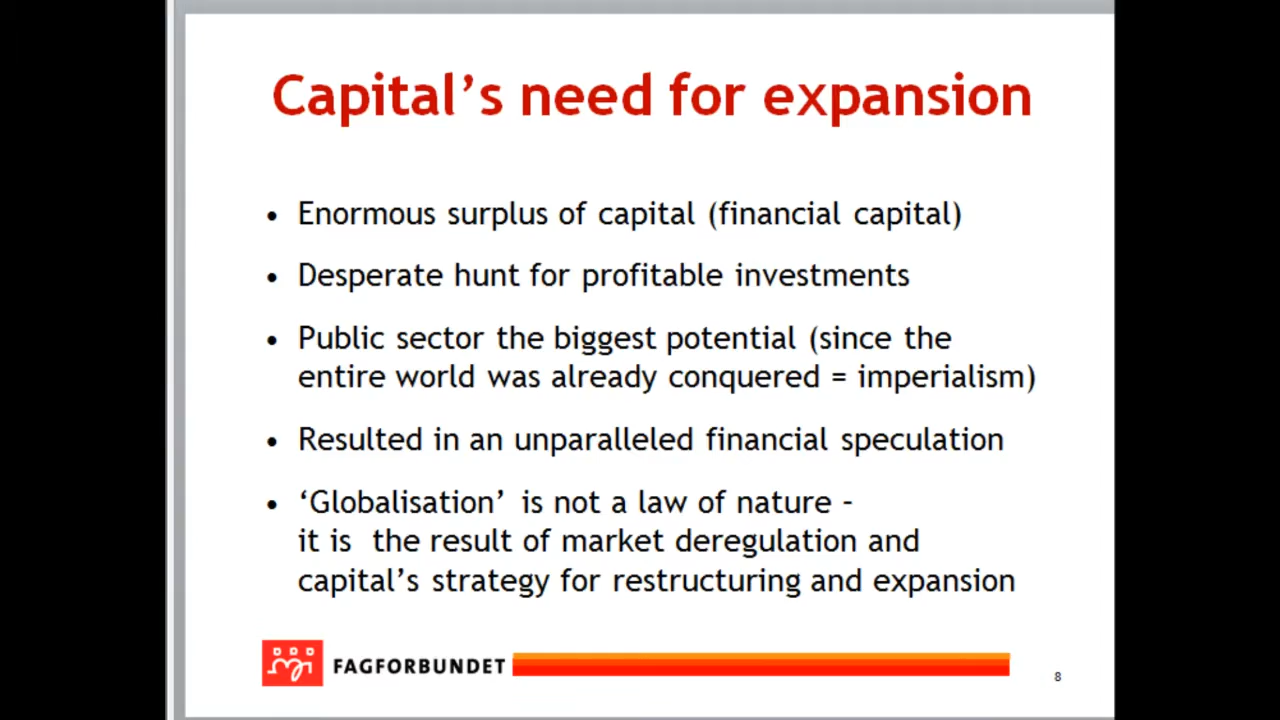 Capital’s need for expansion
• Enormous surplus of capital (financial capital)
• Desperate hunt for profitable investments
• Public sector the biggest potential (since the
entire world was already conquered = imperialism)
• Resulted in an unparalleled financial speculation
• ‘Globalisation’ is not a law of nature –
it is the result of market deregulation and
capital’s strategy for restructuring and expansion
FAGFORBUNDET
8